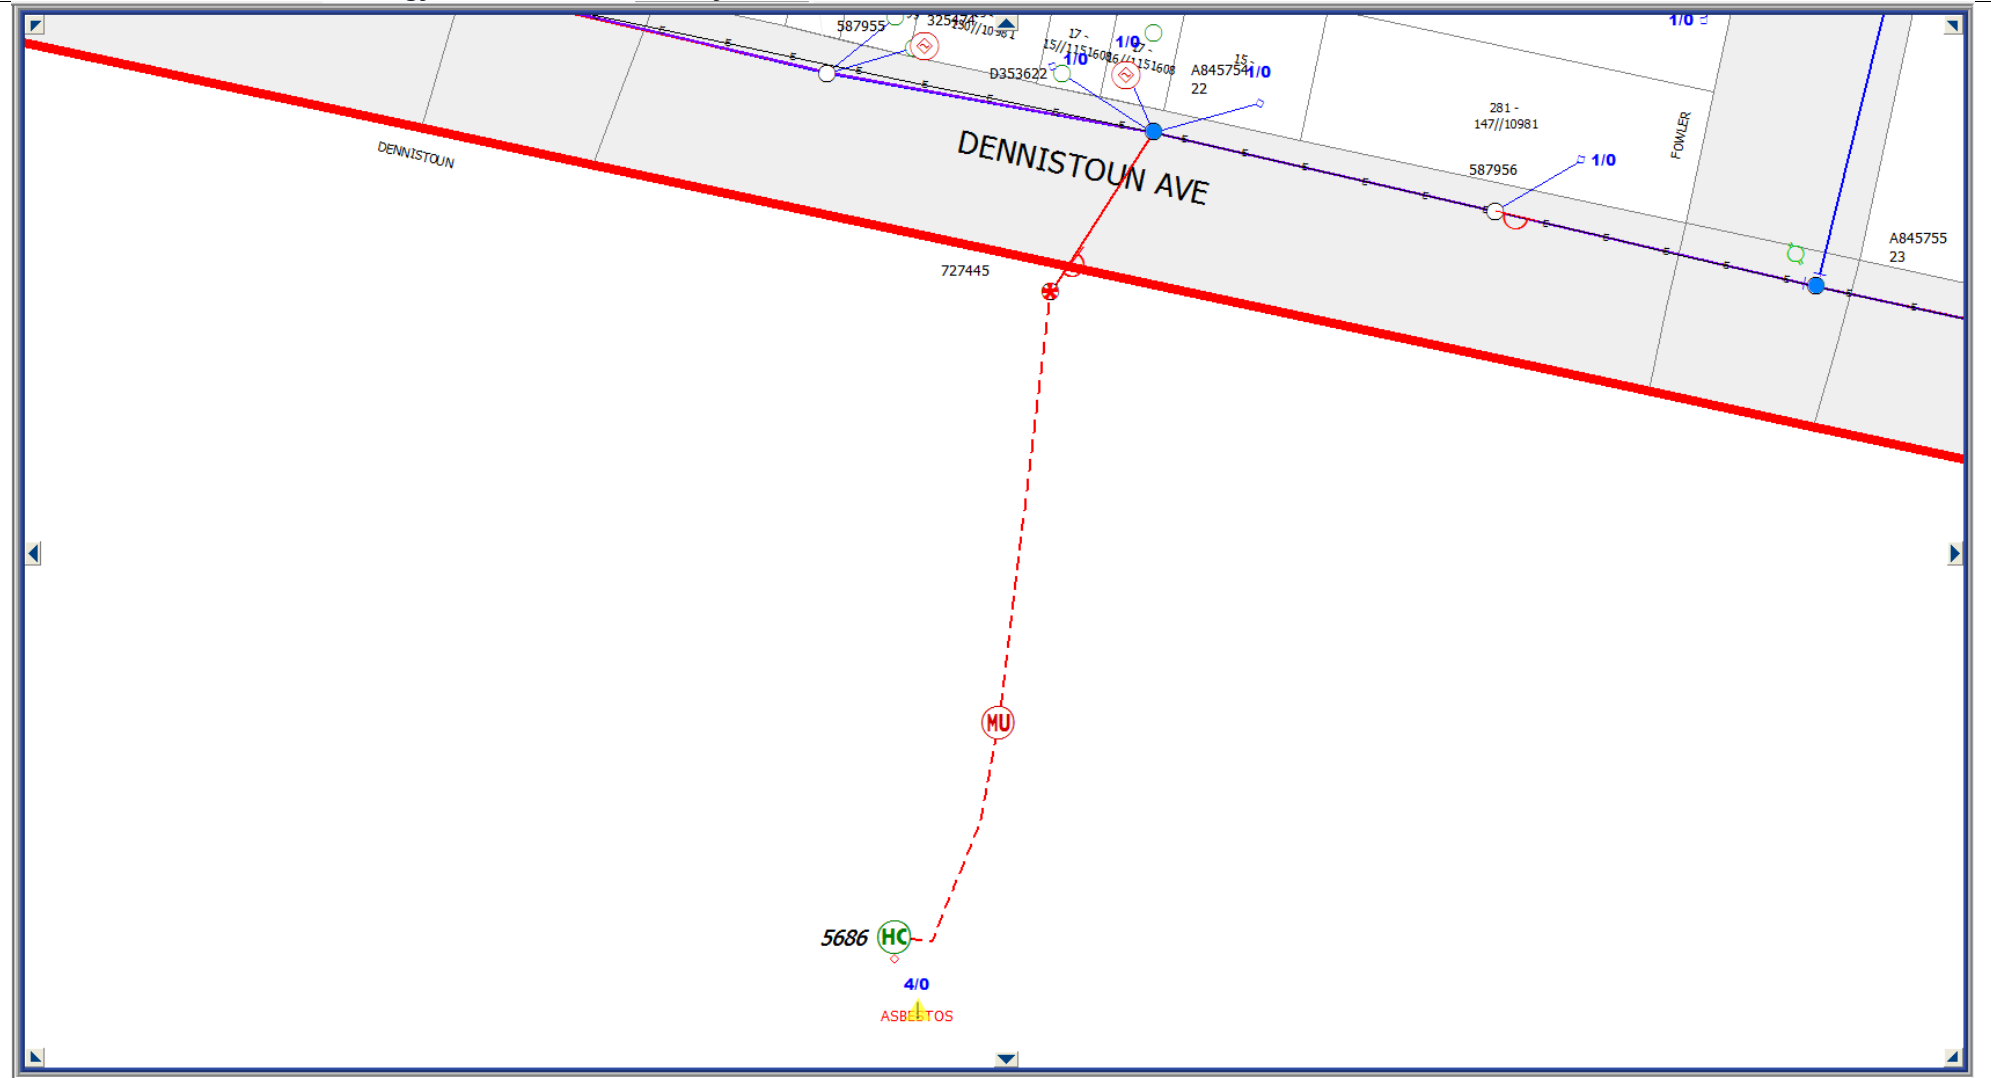 1/0
587955
325474
150//10981
17 -
15//1151608
1/0
17 -
16//1151608
1/0
D353622
15 -
A845754
1/0
22
281 -
147//10981
FOWLER
DENNISTOUN
DENNISTOUN AVE
1/0
587956
A845755
23
727445
MU
5686
HC
4/0
ASBESTOS